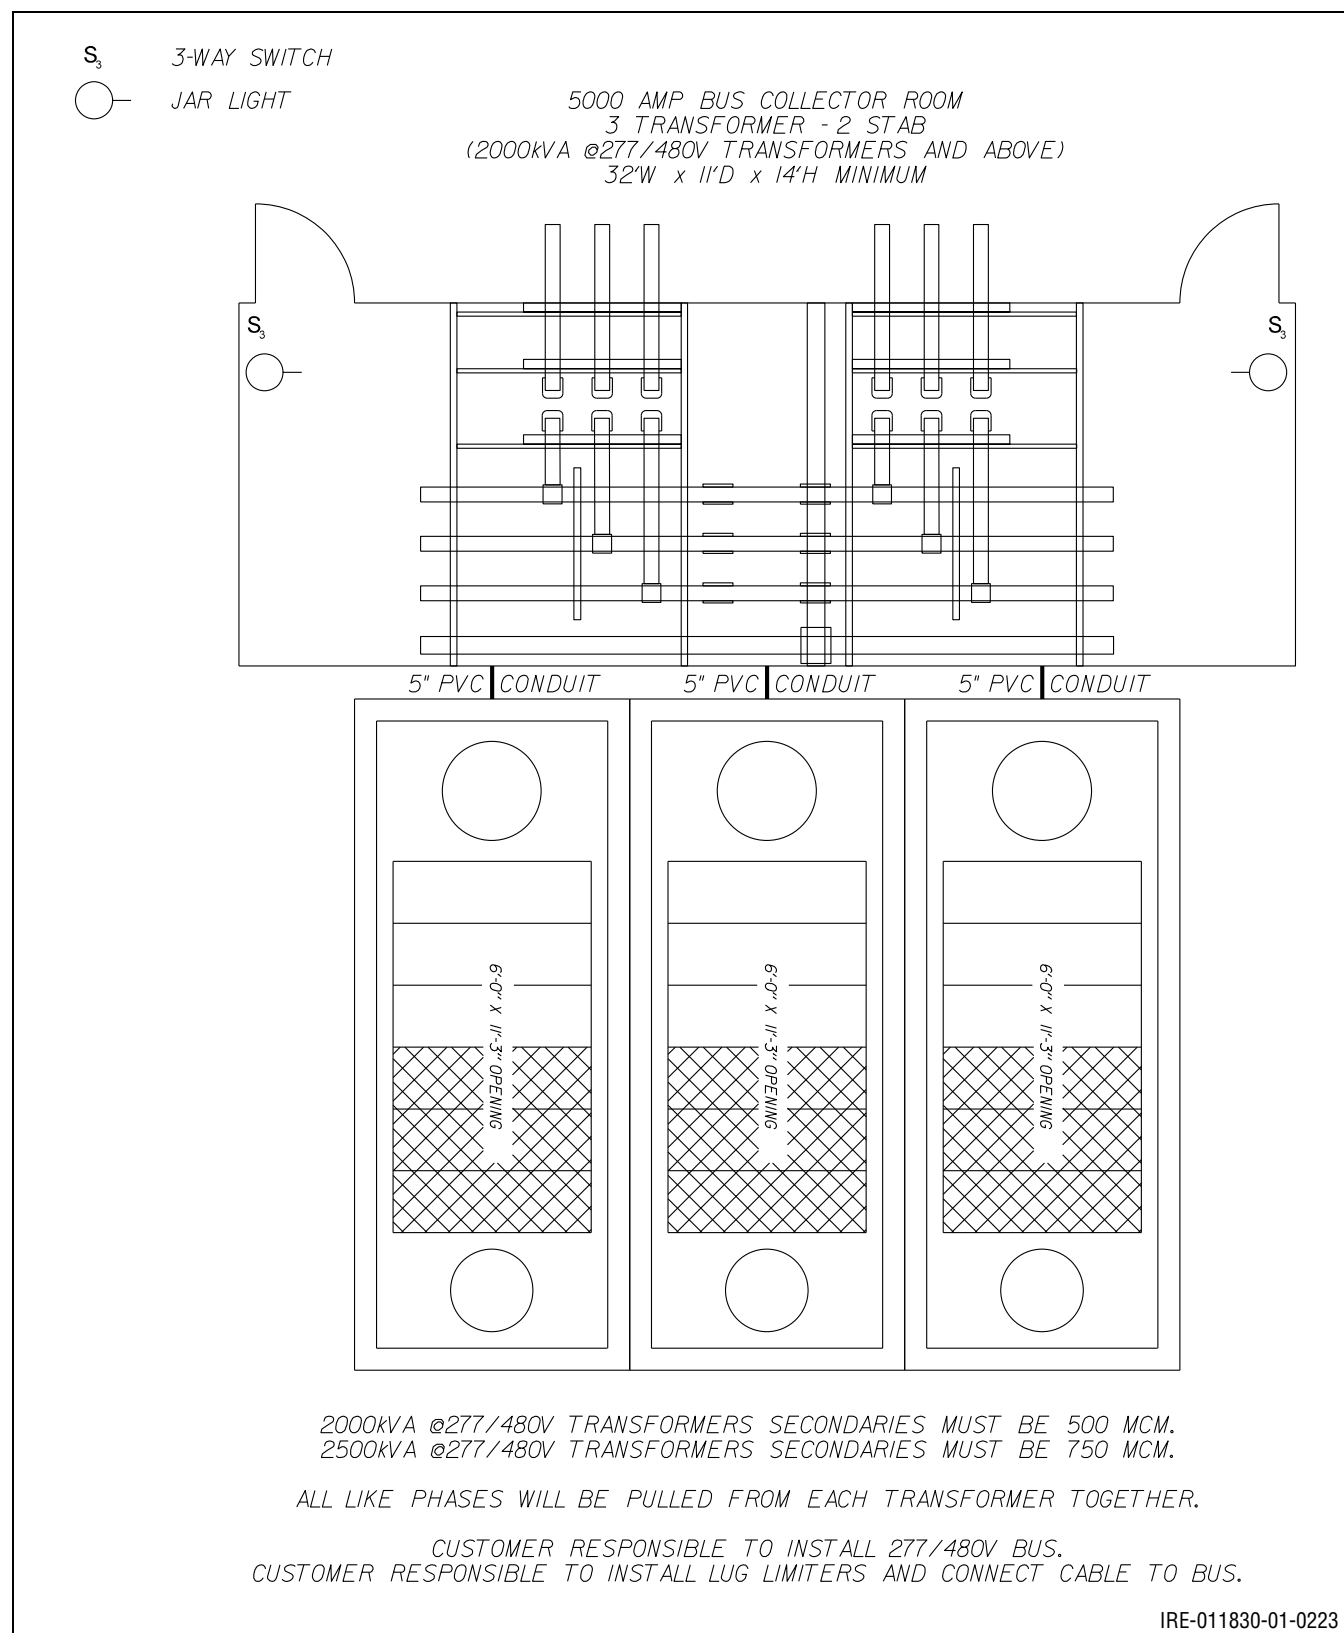 S3 3-WAY SWITCH
JAR LIGHT
5000 AMP BUS COLLECTOR ROOM
3 TRANSFORMER - 2 STAB
(2000kVA @277/480V TRANSFORMERS AND ABOVE)
32'W x 11'D x 14'H MINIMUM
S3 S3
5" PVC CONDUIT 5" PVC CONDUIT 5" PVC CONDUIT
6'-0" X 11'-3" OPENING
6'-0" X 11'-3" OPENING
6'-0" X 11'-3" OPENING
2000kVA @277/480V TRANSFORMERS SECONDARIES MUST BE 500 MCM.
2500kVA @277/480V TRANSFORMERS SECONDARIES MUST BE 750 MCM.
ALL LIKE PHASES WILL BE PULLED FROM EACH TRANSFORMER TOGETHER.
CUSTOMER RESPONSIBLE TO INSTALL 277/480V BUS.
CUSTOMER RESPONSIBLE TO INSTALL LUG LIMITERS AND CONNECT CABLE TO BUS.
IRE-011830-01-0223